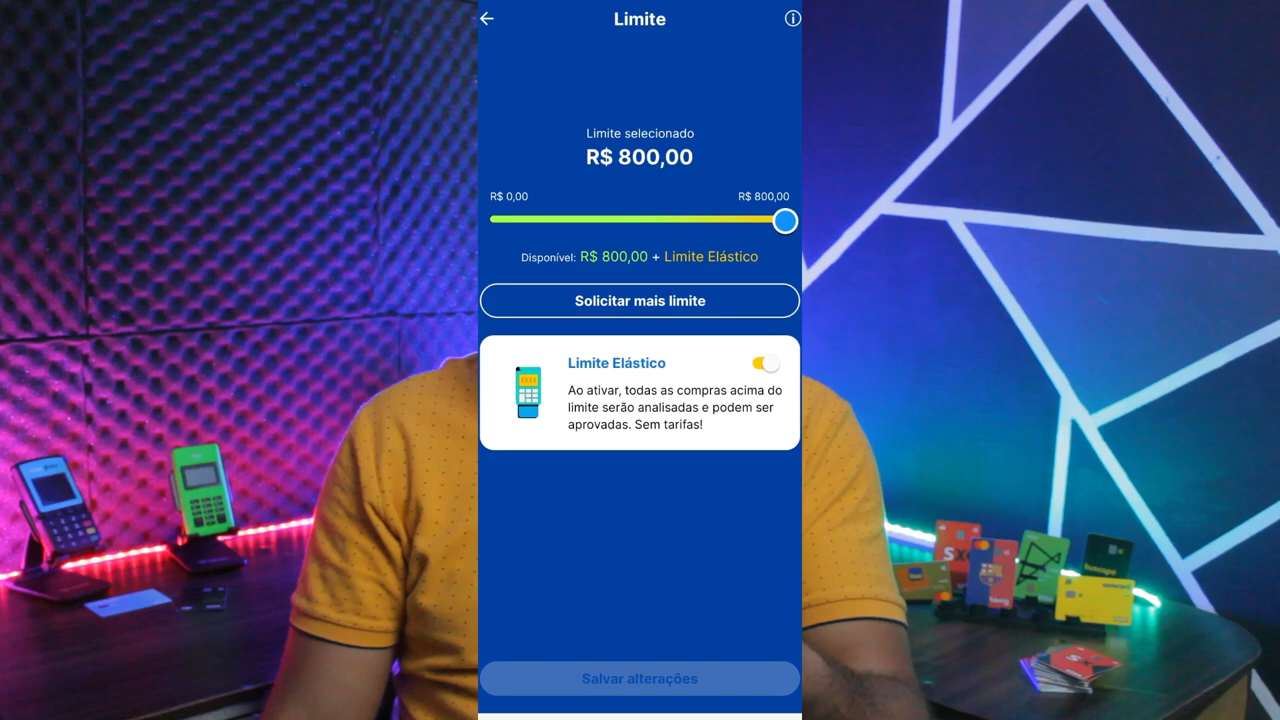 Limite
Limite selecionado
R$ 800,00
R$ 0,00
R$ 800,00
Disponível: R$ 800,00 + Limite Elástico
Solicitar mais limite
Limite Elástico
Ao ativar, todas as compras acima do
limite serão analisadas e podem ser
aprovadas. Sem tarifas!
Salvar alterações